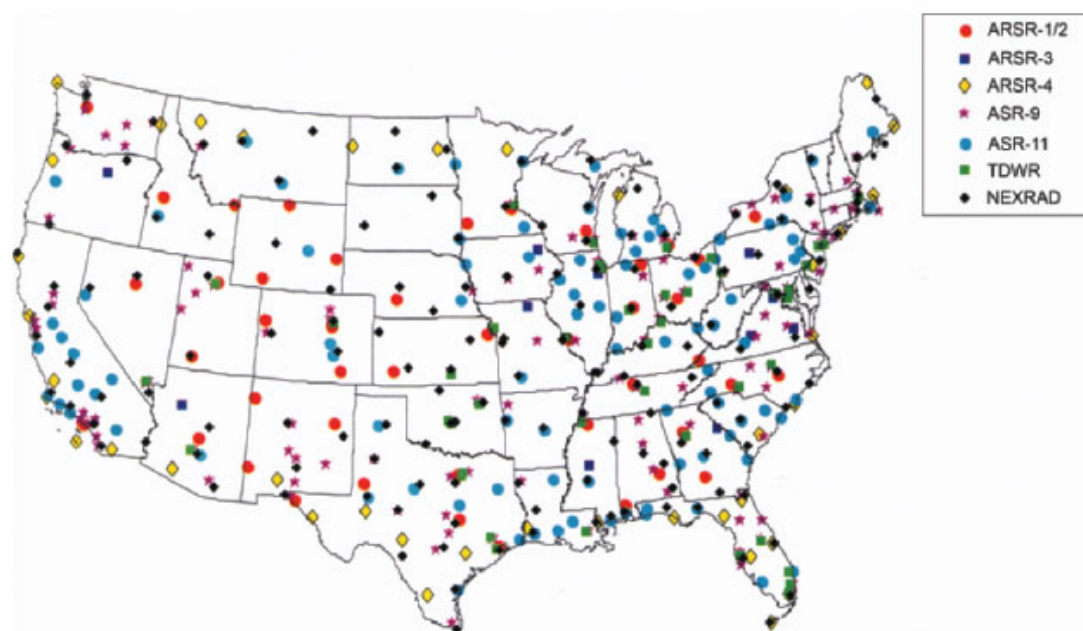 ARSR-1/2
ARSR-3
ARSR-4
ASR-9
ASR-11
TDWR
NEXRAD